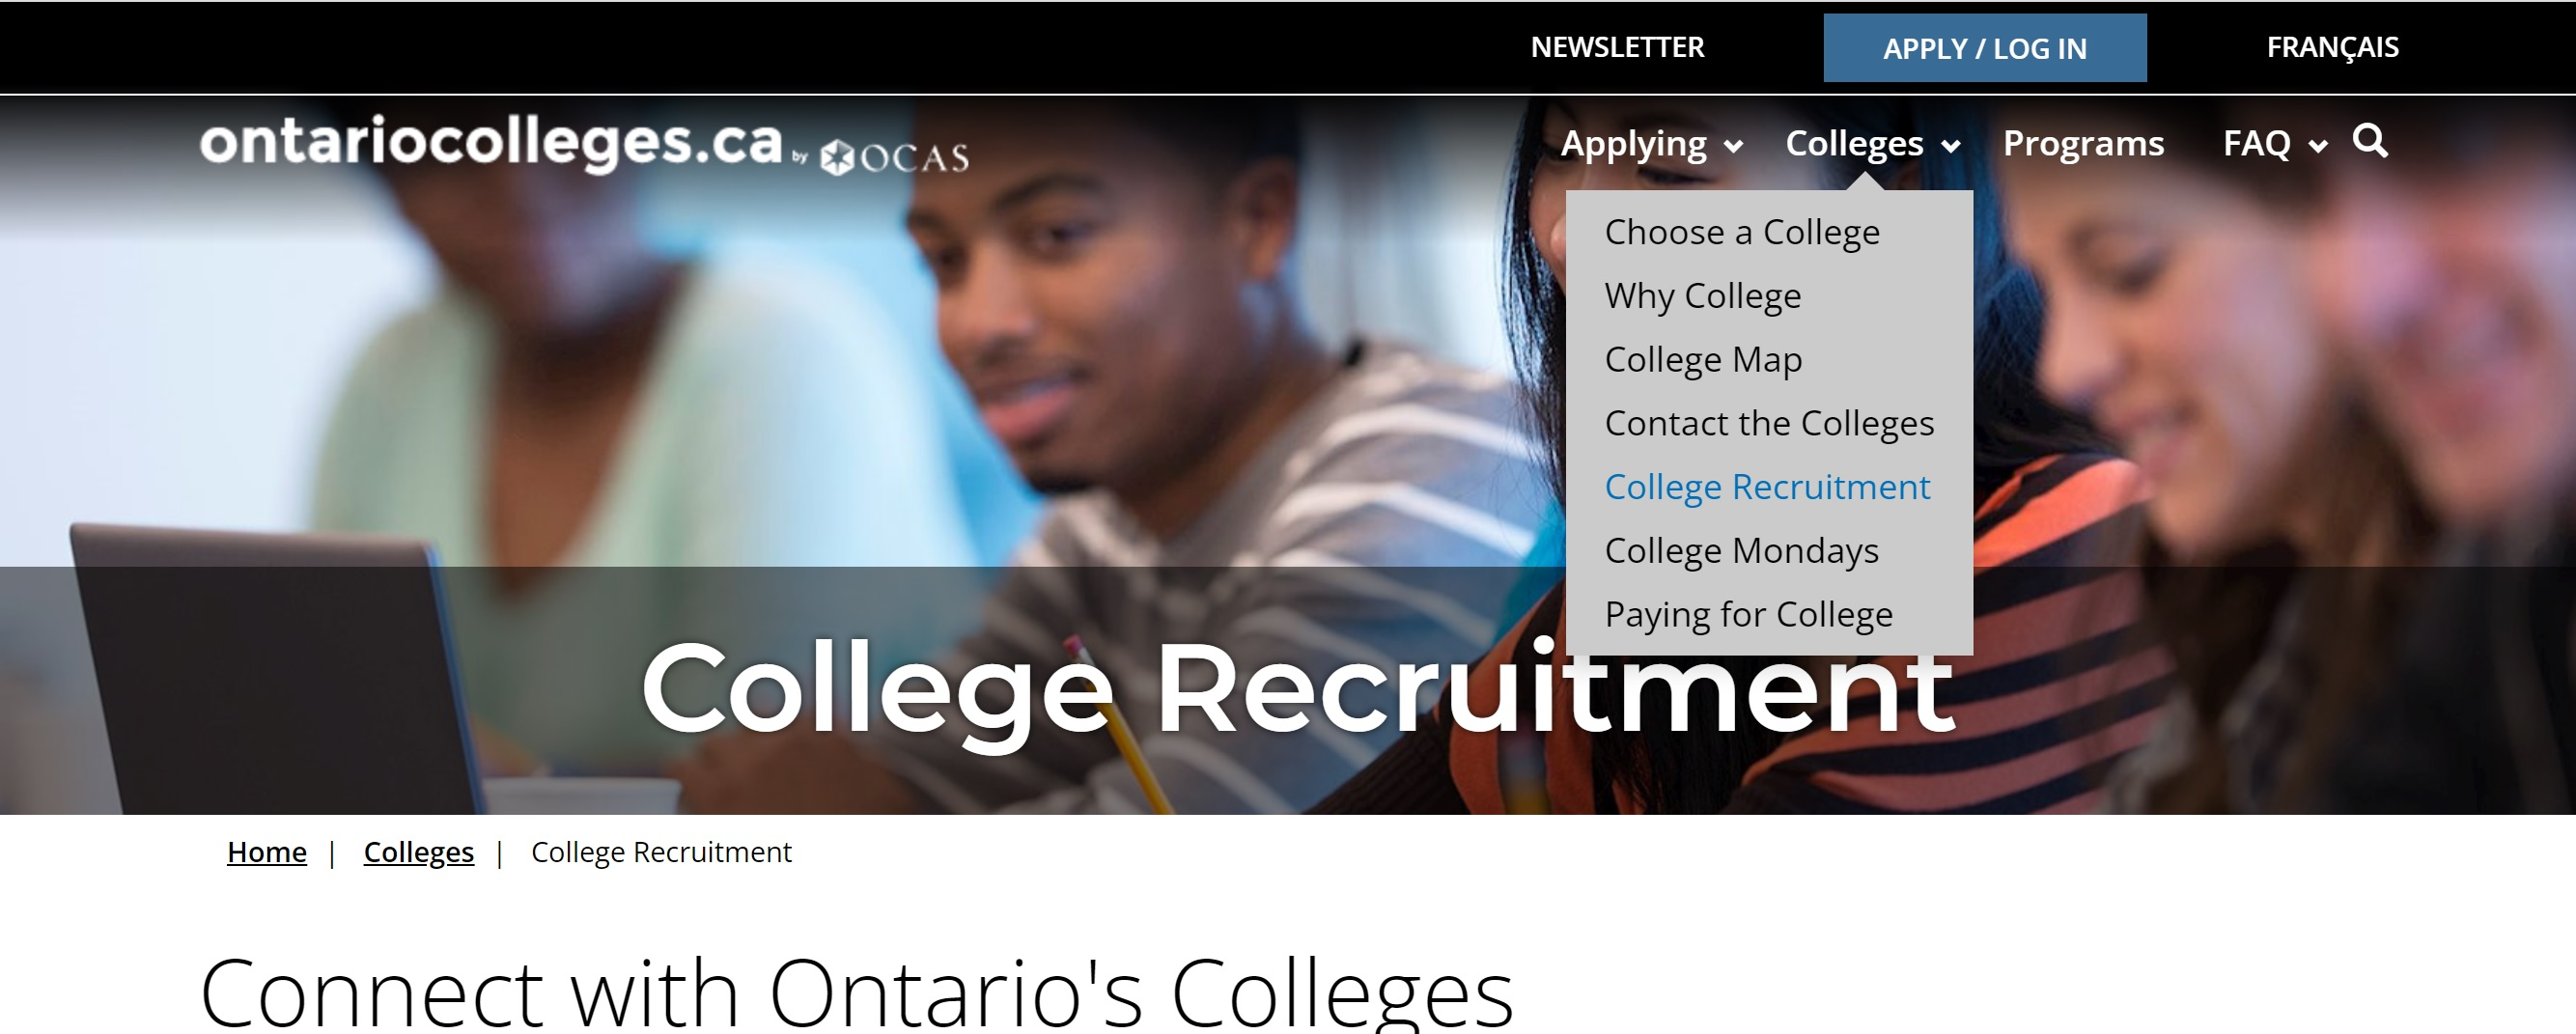 NEWSLETTER
APPLY / LOG IN
FRANÇAIS
ontariocolleges.ca by OCAS
Applying
Colleges
Programs
FAQ
Choose a College
Why College
College Map
Contact the Colleges
College Recruitment
College Mondays
Paying for College
College Recruitment
Home | Colleges | College Recruitment
Connect with Ontario's Colleges